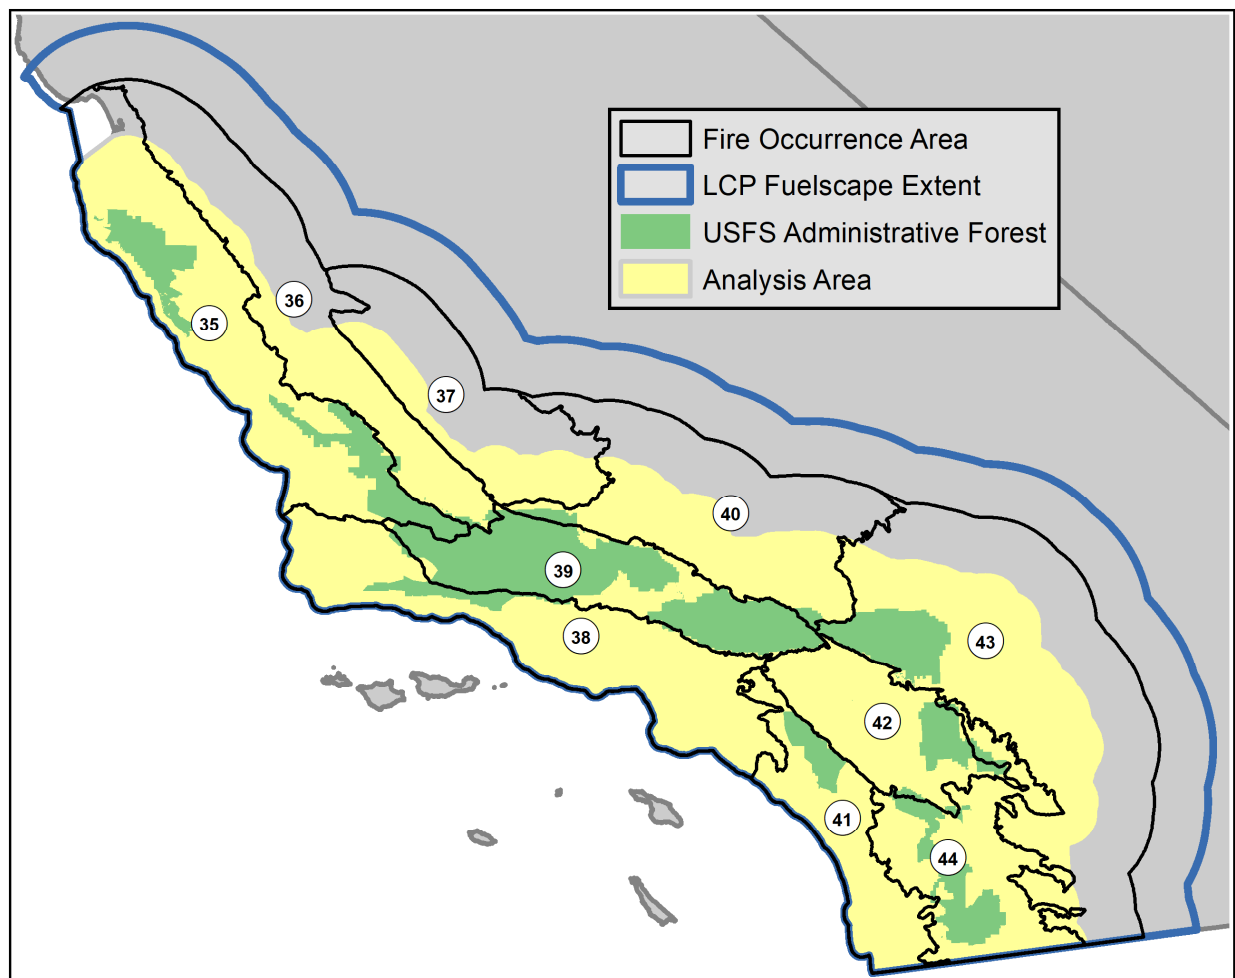 Fire Occurrence Area
LCP Fuelscape Extent
USFS Administrative Forest
Analysis Area
36
35
37
40
39
38
43
42
41
44